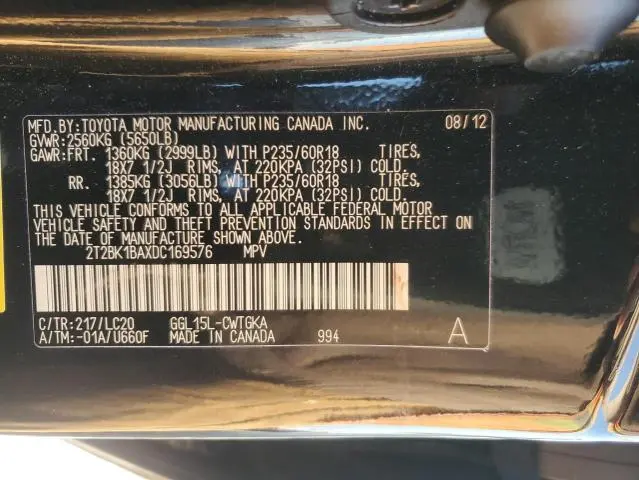 MFD.BY:TOYOTA MOTOR MANUFACTURING CANADA INC. 08/12
GVWR:2560KG (5650LB)
GAWR:FRT. 1360KG (2999LB) WITH P235/60R18 TIRES,
18X7 1/2J RIMS, AT 220KPA (32PSI) COLD.
RR. 1385KG (3056LB) WITH P235/60R18 TIRES,
18X7 1/2J RIMS, AT 220KPA (32PSI) COLD.
THIS VEHICLE CONFORMS TO ALL APPLICABLE FEDERAL MOTOR
VEHICLE SAFETY AND THEFT PREVENTION STANDARDS IN EFFECT ON
THE DATE OF MANUFACTURE SHOWN ABOVE.
2T2BK1BAXDC169576 MPV
C/TR:217/LC20 GGL15L-CWTGKA
A/TM:-01A/U660F MADE IN CANADA 994 A